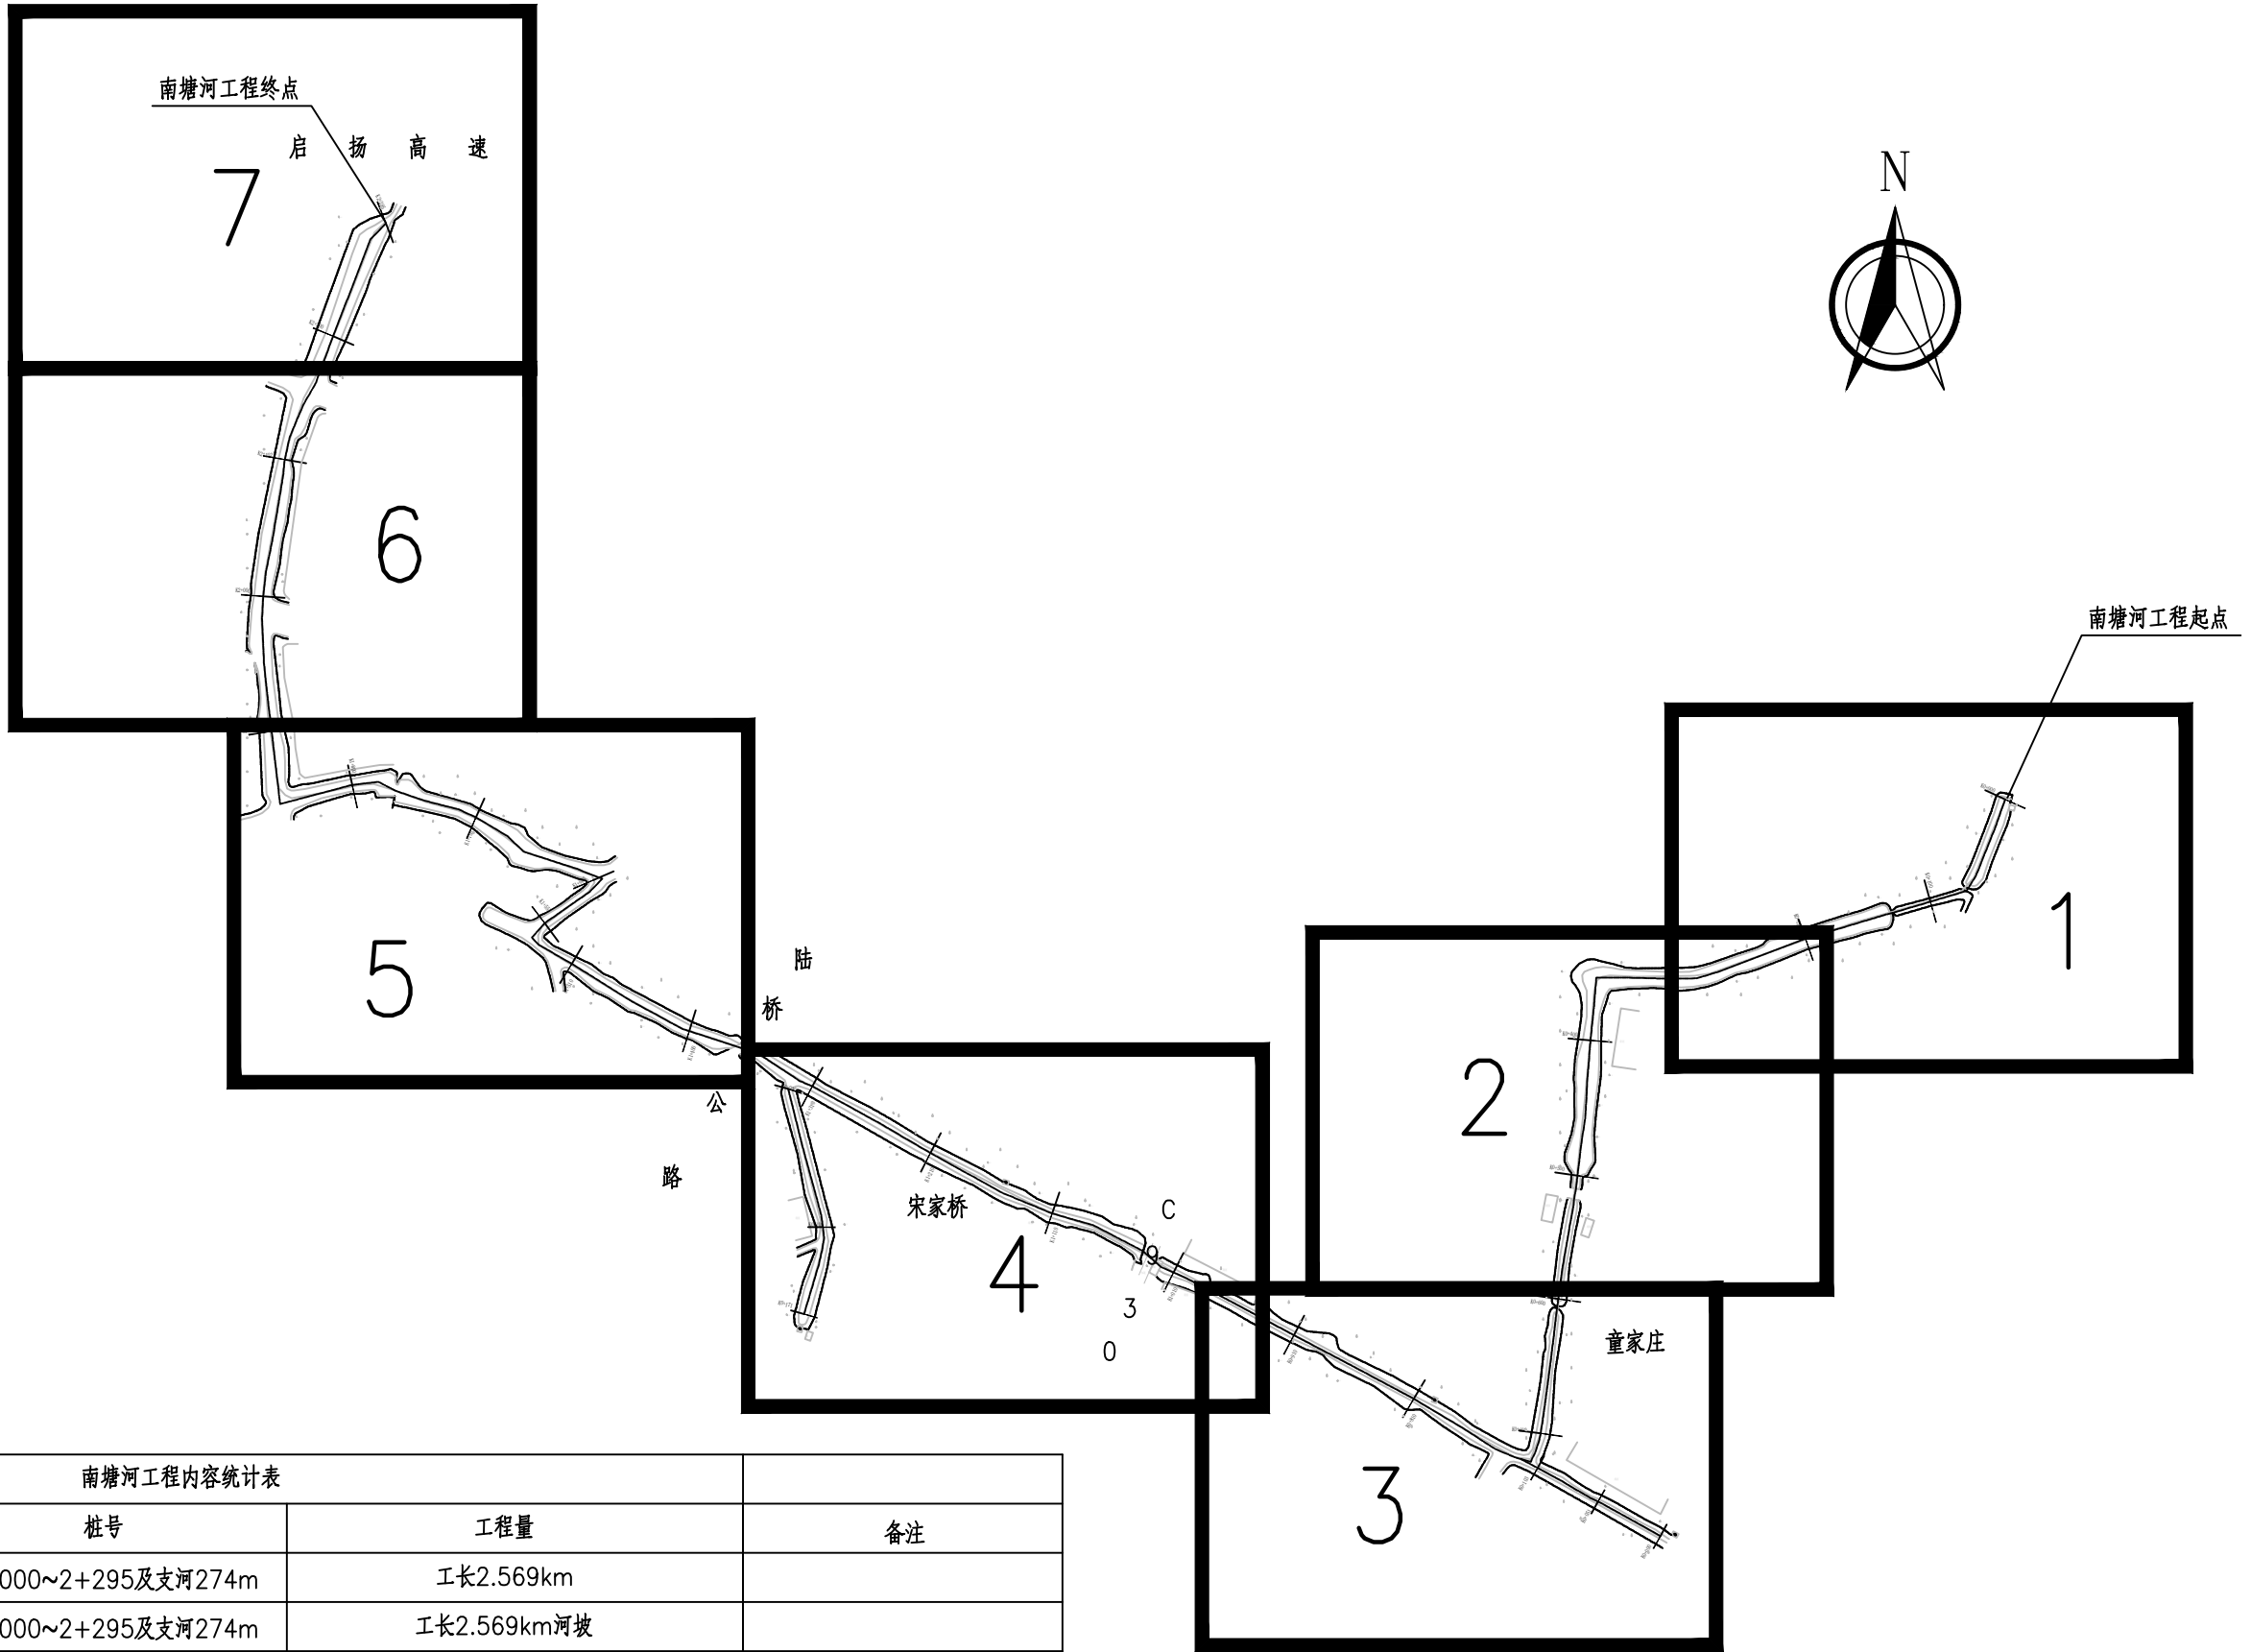 南塘河工程终点
启扬高速
7
N
6
南塘河工程起点
1
5
陆桥公路
2
宋家桥
4
C930
童家庄
3
南塘河工程内容统计表
桩号 工程量 备注
000~2+295及支河274m 工长2.569km
000~2+295及支河274m 工长2.569km河坡